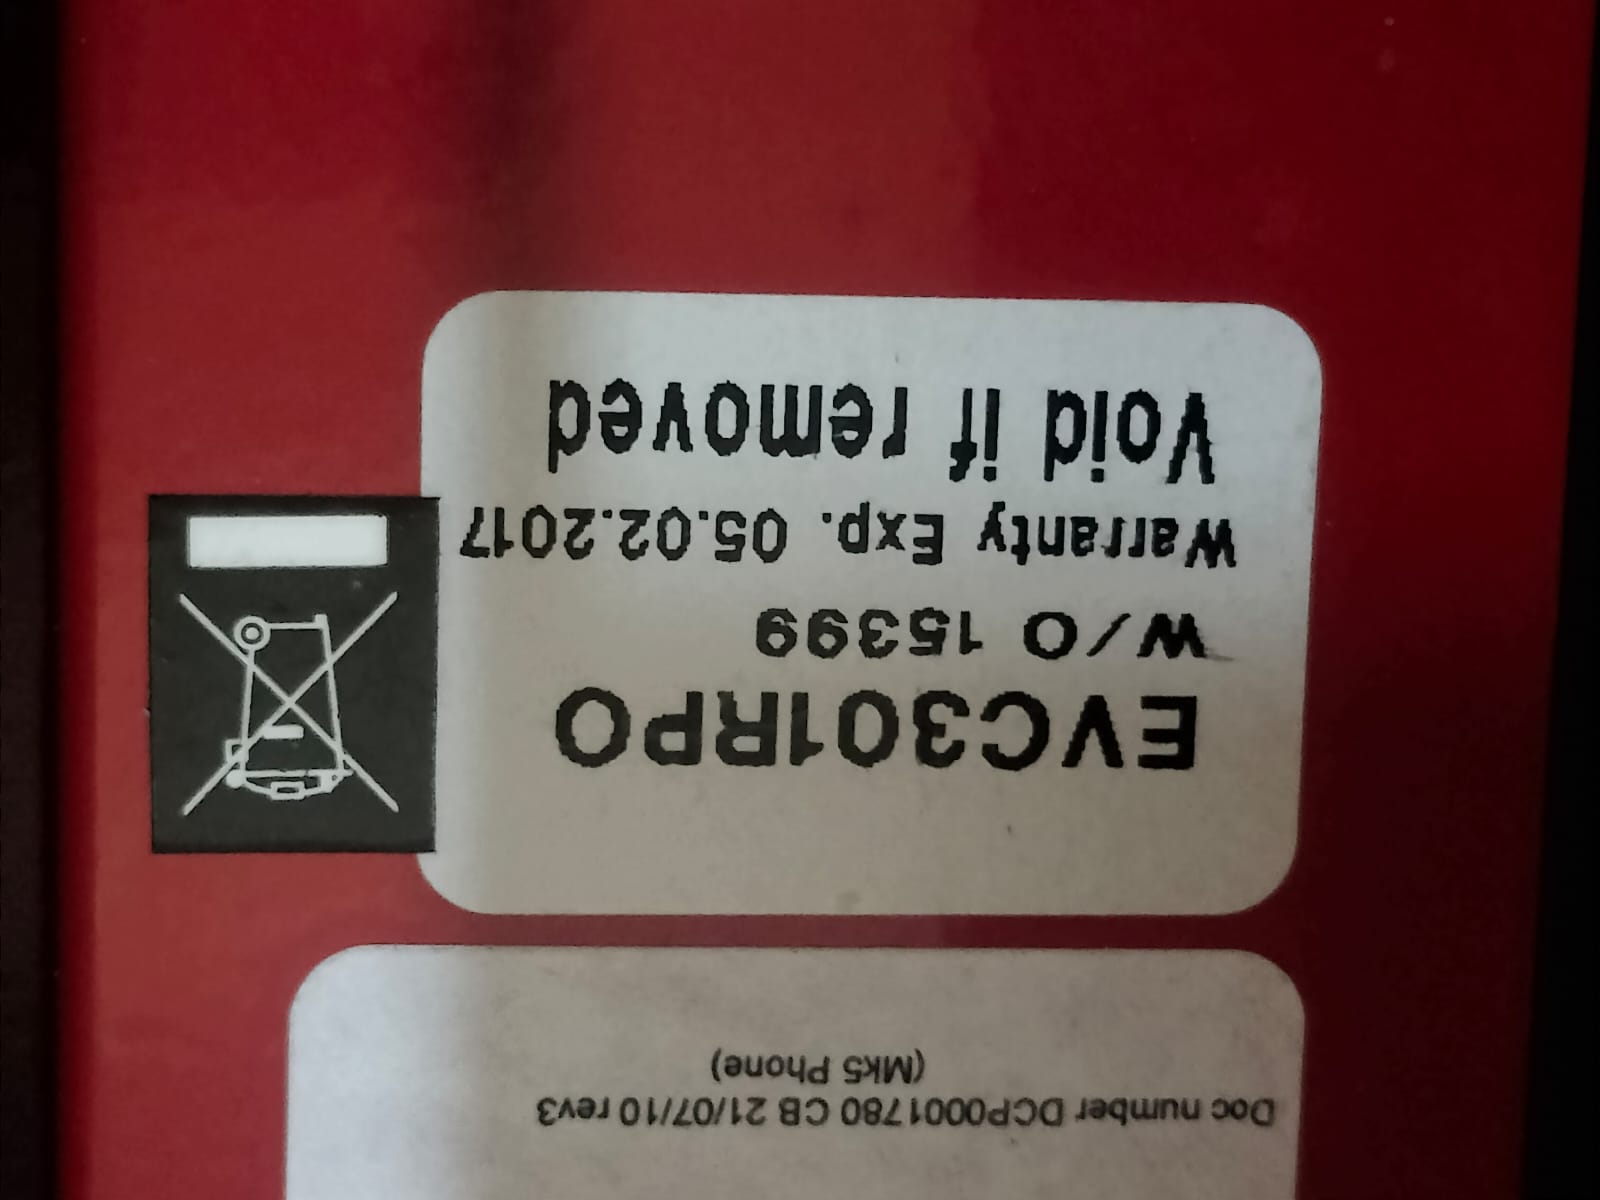 Doc number DCP0001780 CB 21/07/10 rev3
(Mk5 Phone)
EVC301RPO
W/O 15399
Warranty Exp. 05.02.2017
Void if removed